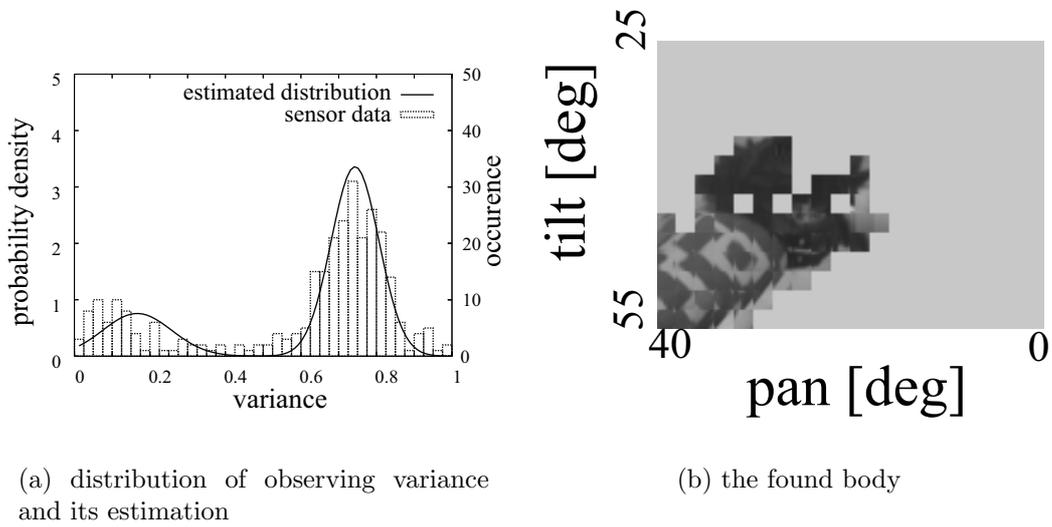 5
4
3
2
1
0
probability density
50
40
30
20
10
0
occurence
estimated distribution
sensor data
0
0.2
0.4
0.6
0.8
1
variance
(a) distribution of observing variance
and its estimation
25
55
tilt [deg]
40
0
pan [deg]
(b) the found body